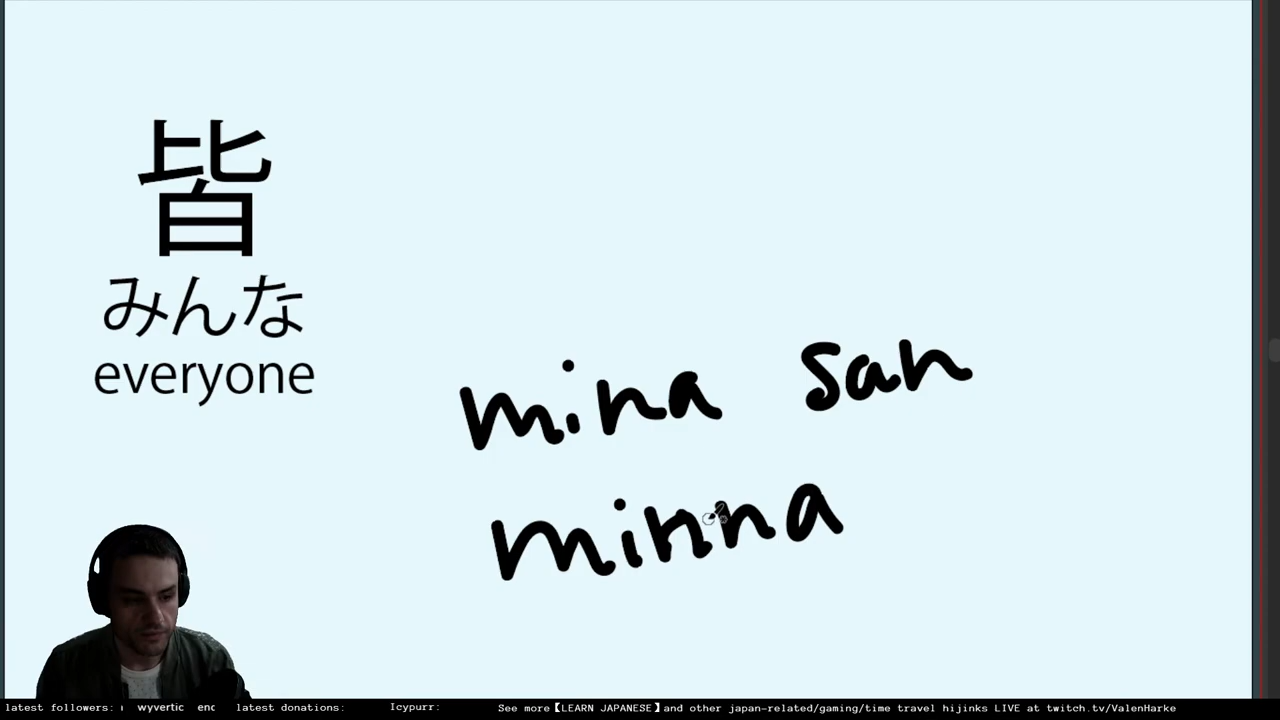 皆
みんな
everyone
mina san
minna
latest followers: wyvertic enc latest donations: Icypurr: See more【LEARN JAPANESE】and other japan-related/gaming/time travel hijinks LIVE at twitch.tv/ValenHarke